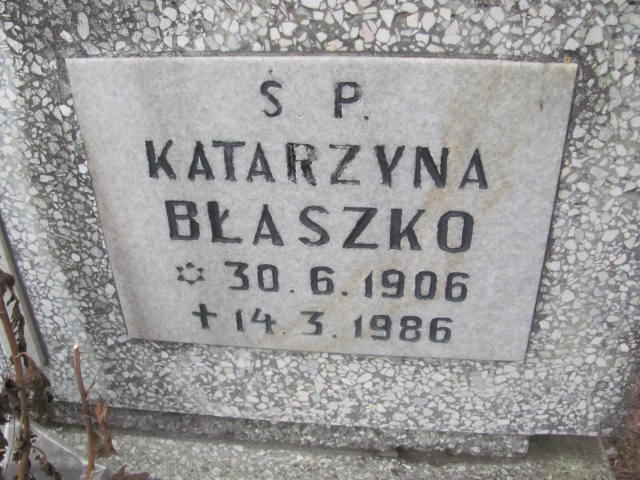 Ś P.
KATARZYNA
BŁASZKO
✡ 30.6.1906
✝ 14.3.1986